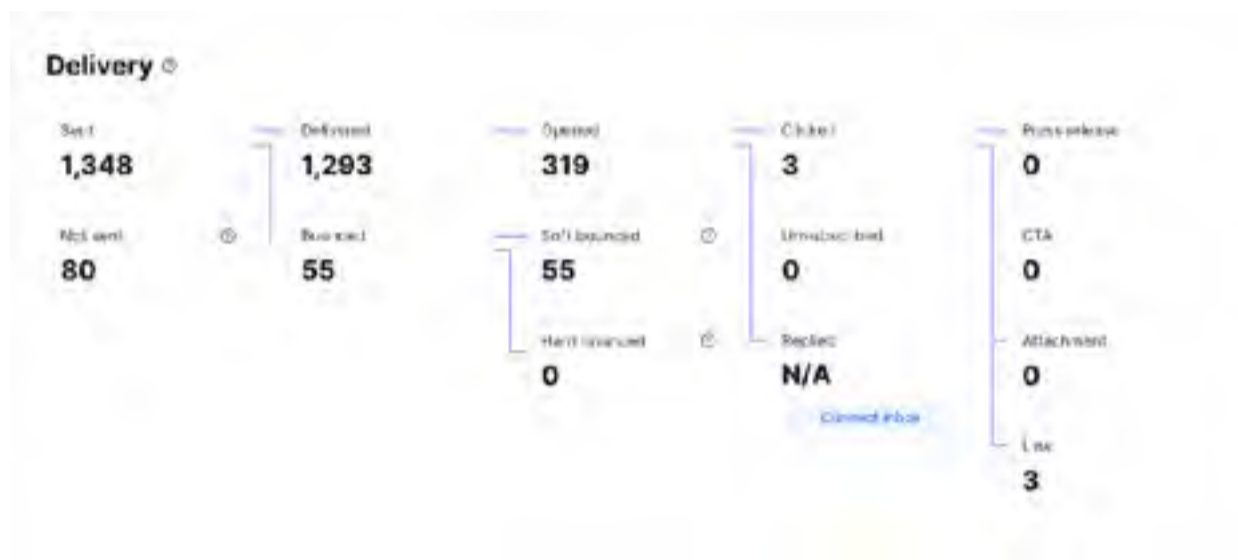 Delivery
Sent Delivered Opened Clicked Press release
1,348 1,293 319 3 0
Not sent Bounced Soft bounced Unsubscribed CTA
80 55 55 0 0
Hard bounced Replied Attachment
0 N/A 0
Connect inbox
Link
3